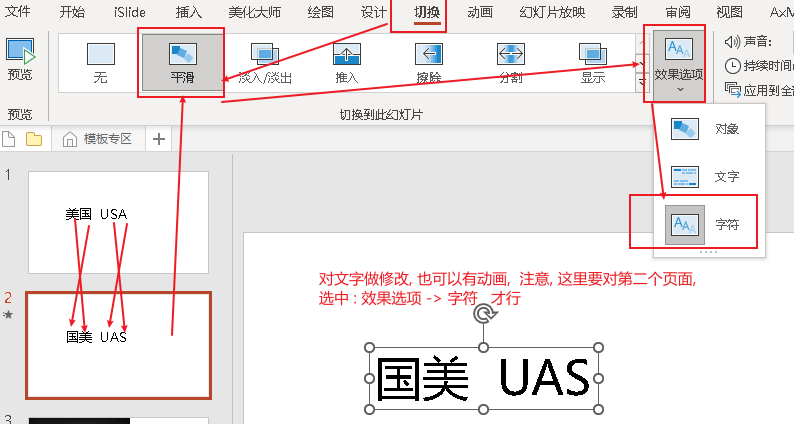 文件 开始 iSlide 插入 美化大师 绘图 设计 切换 动画 幻灯片放映 录制 审阅 视图 AxM
预览 无 平滑 淡入/淡出 推入 擦除 分割 显示 效果选项 声音:
持续时间
应用到全
预览 切换到此幻灯片
模板专区
对象
文字
字符
1
美国 USA
2
国美 UAS
3
对文字做修改, 也可以有动画, 注意, 这里要对第二个页面,
选中 : 效果选项 -> 字符 才行
国美 UAS